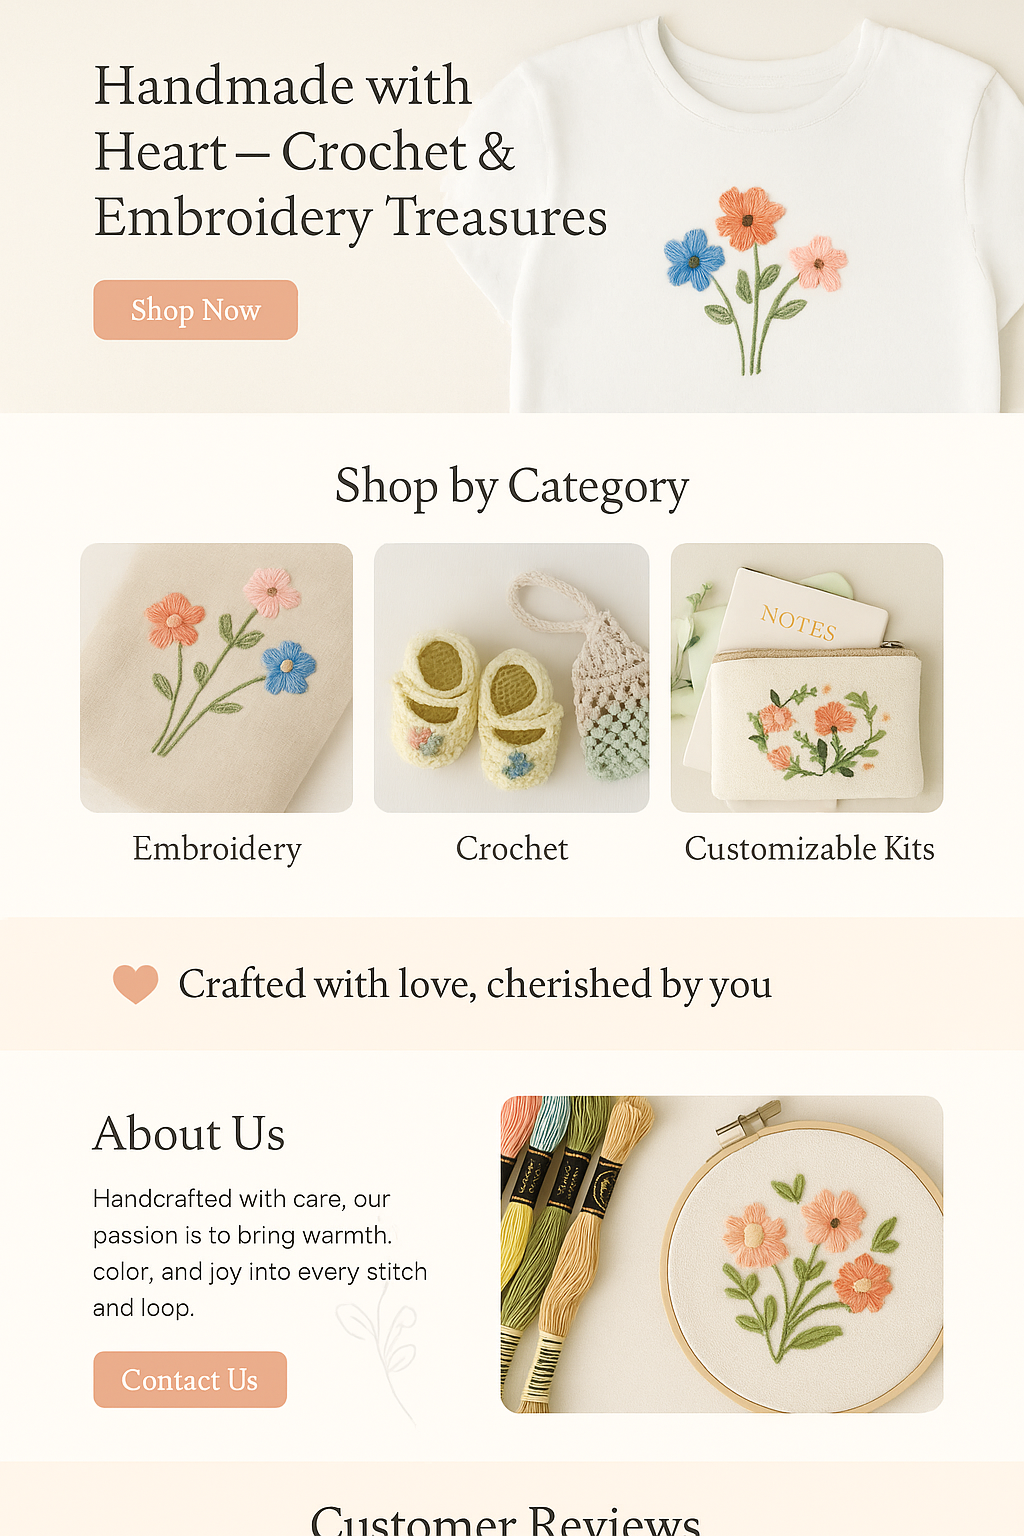 Handmade with
Heart – Crochet &
Embroidery Treasures
Shop Now
Shop by Category
NOTES
Embroidery
Crochet
Customizable Kits
Crafted with love, cherished by you
About Us
Handcrafted with care, our
passion is to bring warmth.
color, and joy into every stitch
and loop.
Contact Us
Customer Reviews